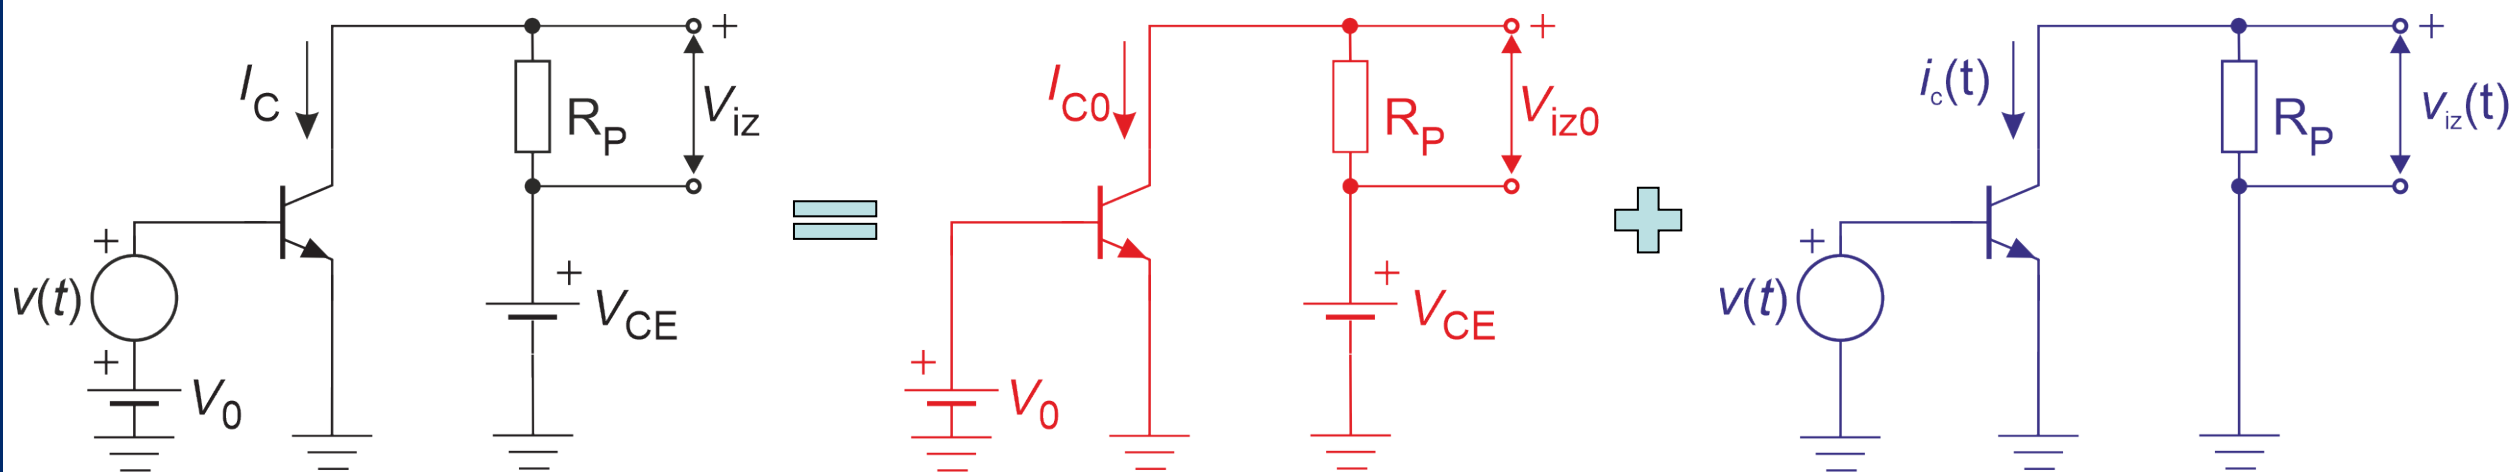 +
I_C
R_P
V_iz
+
v(t)
+
V_0
+
V_CE
+
I_C0
R_P
V_iz0
+
V_0
+
V_CE
+
i_c(t)
R_P
v_iz(t)
+
v(t)